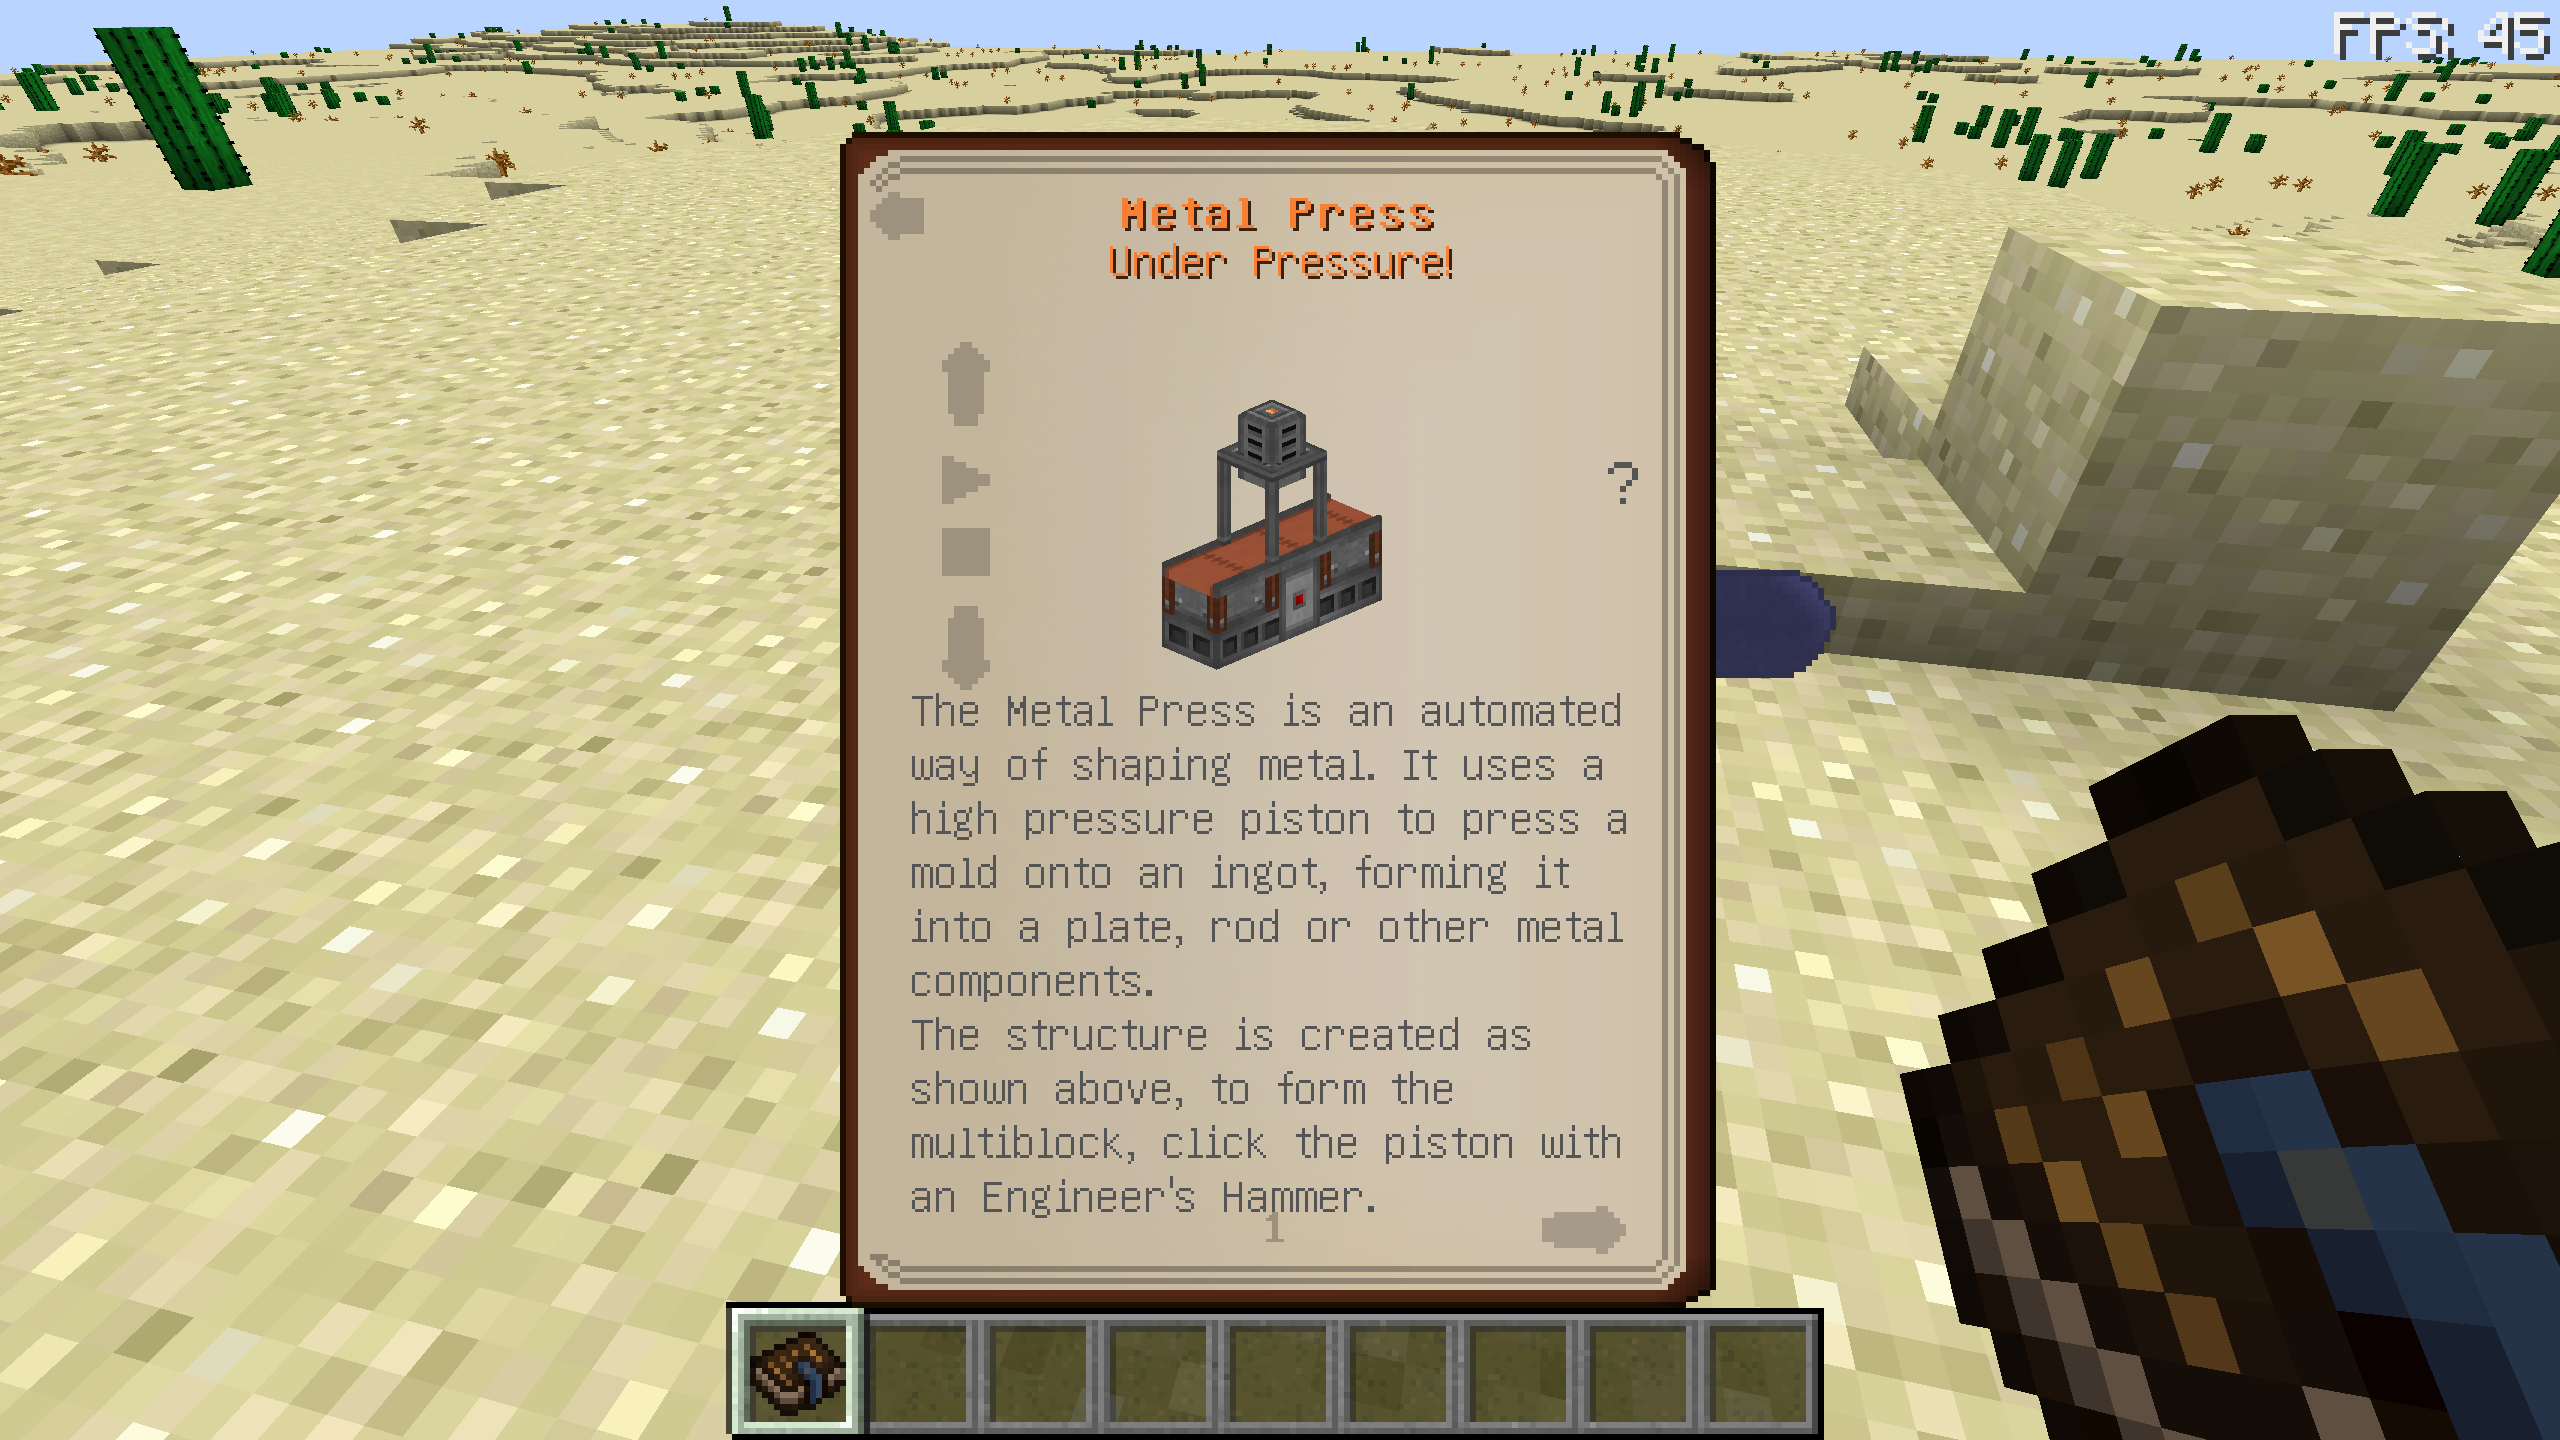 FPS: 45
Metal Press
Under Pressure!
?
The Metal Press is an automated
way of shaping metal. It uses a
high pressure piston to press a
mold onto an ingot, forming it
into a plate, rod or other metal
components.
The structure is created as
shown above, to form the
multiblock, click the piston with
an Engineer's Hammer.
1